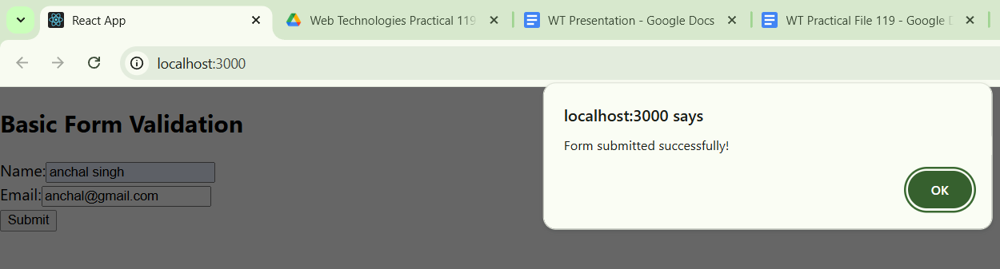 React App
Web Technologies Practical 119
WT Presentation - Google Docs
WT Practical File 119 - Google D
localhost:3000
Basic Form Validation
Name: anchal singh
Email: anchal@gmail.com
Submit
localhost:3000 says
Form submitted successfully!
OK